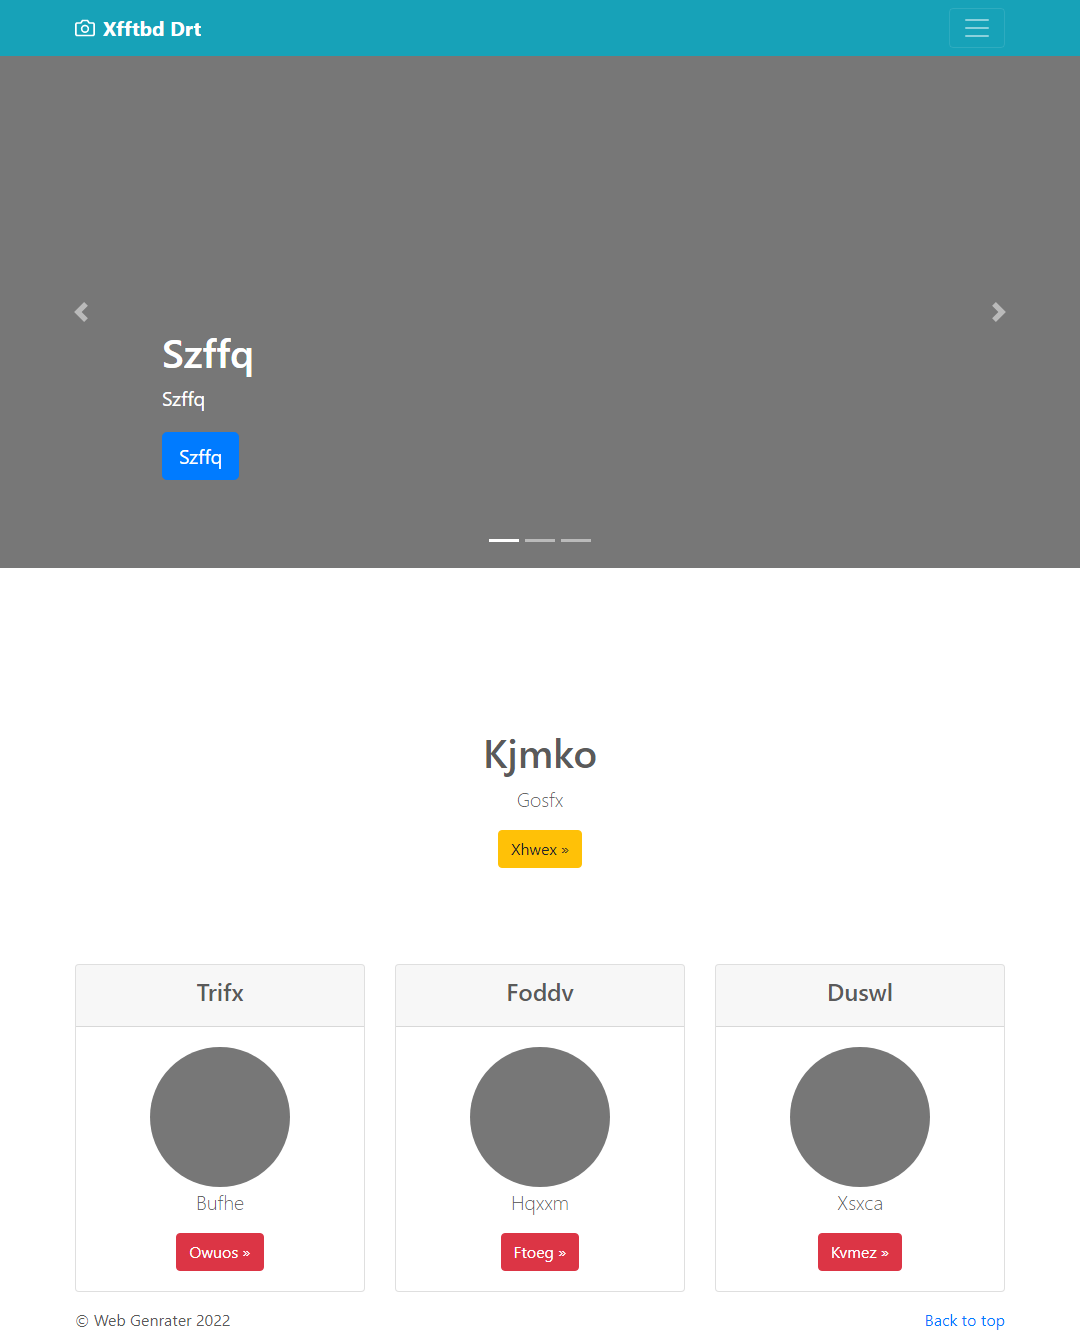 Xfftbd Drt
Szffq
Szffq
Szffq
Kjmko
Gosfx
Xhwex »
Trifx
Foddv
Duswl
Bufhe
Hqxxm
Xsxca
Owuos »
Ftoeg »
Kvmez »
© Web Genrater 2022
Back to top